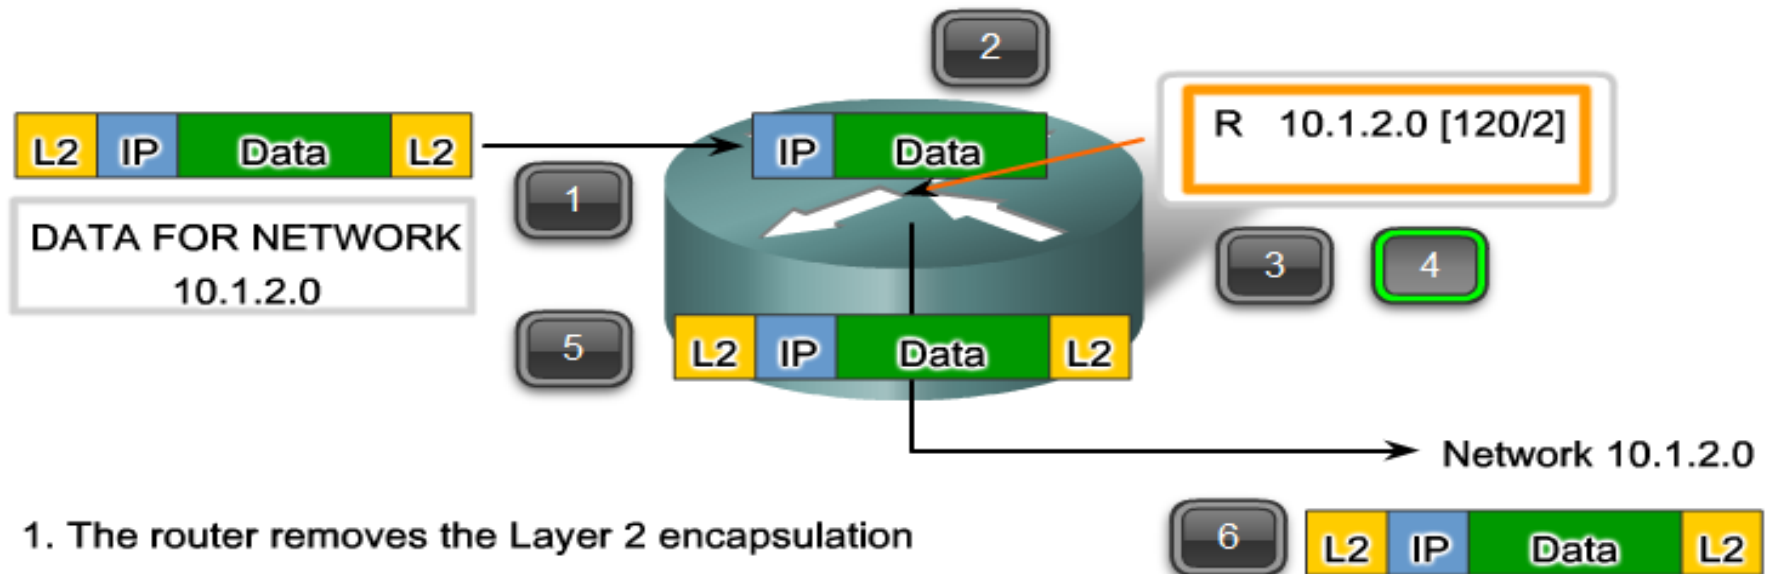 2
L2 IP Data L2
IP Data
R 10.1.2.0 [120/2]
1
DATA FOR NETWORK
10.1.2.0
3
4
5
L2 IP Data L2
Network 10.1.2.0
1. The router removes the Layer 2 encapsulation
6
L2 IP Data L2